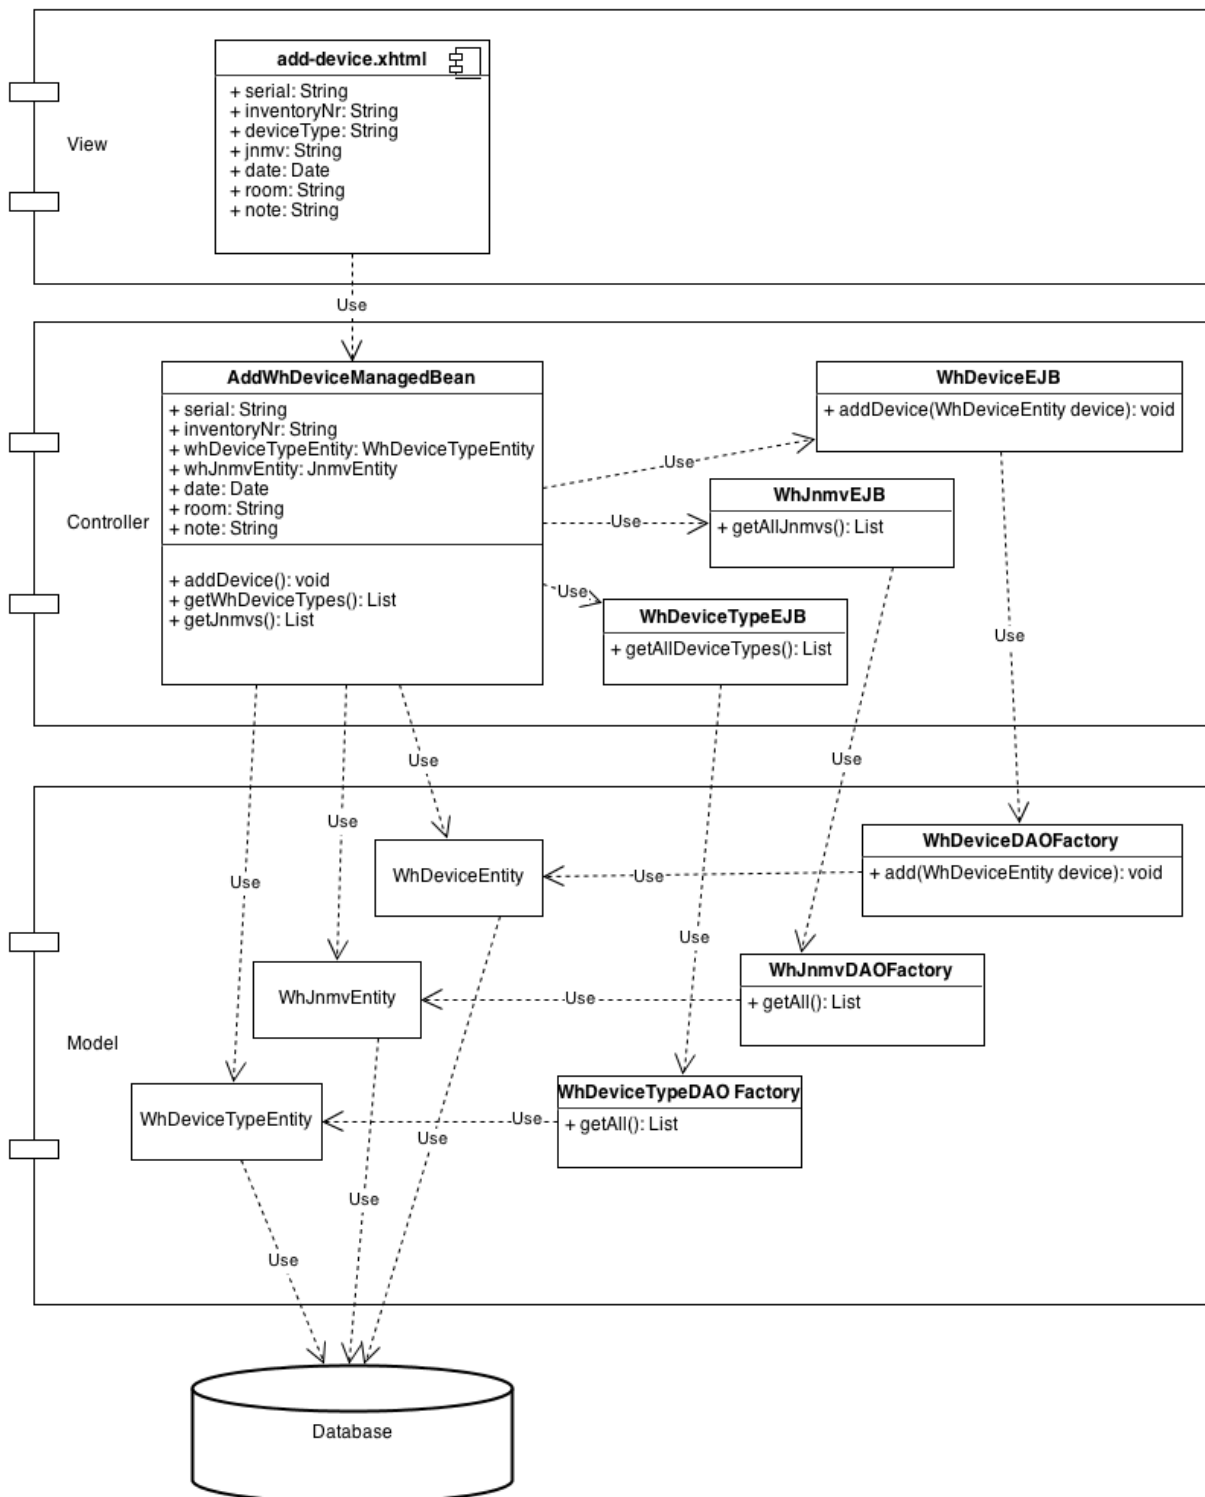 add-device.xhtml
+ serial: String
+ inventoryNr: String
+ deviceType: String
+ jnmv: String
+ date: Date
+ room: String
+ note: String
View
Use
AddWhDeviceManagedBean
+ serial: String
+ inventoryNr: String
+ whDeviceTypeEntity: WhDeviceTypeEntity
+ whJnmvEntity: JnmvEntity
+ date: Date
+ room: String
+ note: String
+ addDevice(): void
+ getWhDeviceTypes(): List
+ getJnmvs(): List
WhDeviceEJB
+ addDevice(WhDeviceEntity device): void
Use
WhJnmvEJB
+ getAllJnmvs(): List
Use
Controller
Use
WhDeviceTypeEJB
+ getAllDeviceTypes(): List
Use
Use
Use
Use
Use
WhDeviceEntity
Use
WhDeviceDAOFactory
+ add(WhDeviceEntity device): void
Use
Use
WhJnmvEntity
Use
WhJnmvDAOFactory
+ getAll(): List
Model
WhDeviceTypeEntity
Use
WhDeviceTypeDAO Factory
+ getAll(): List
Use
Use
Use
Database